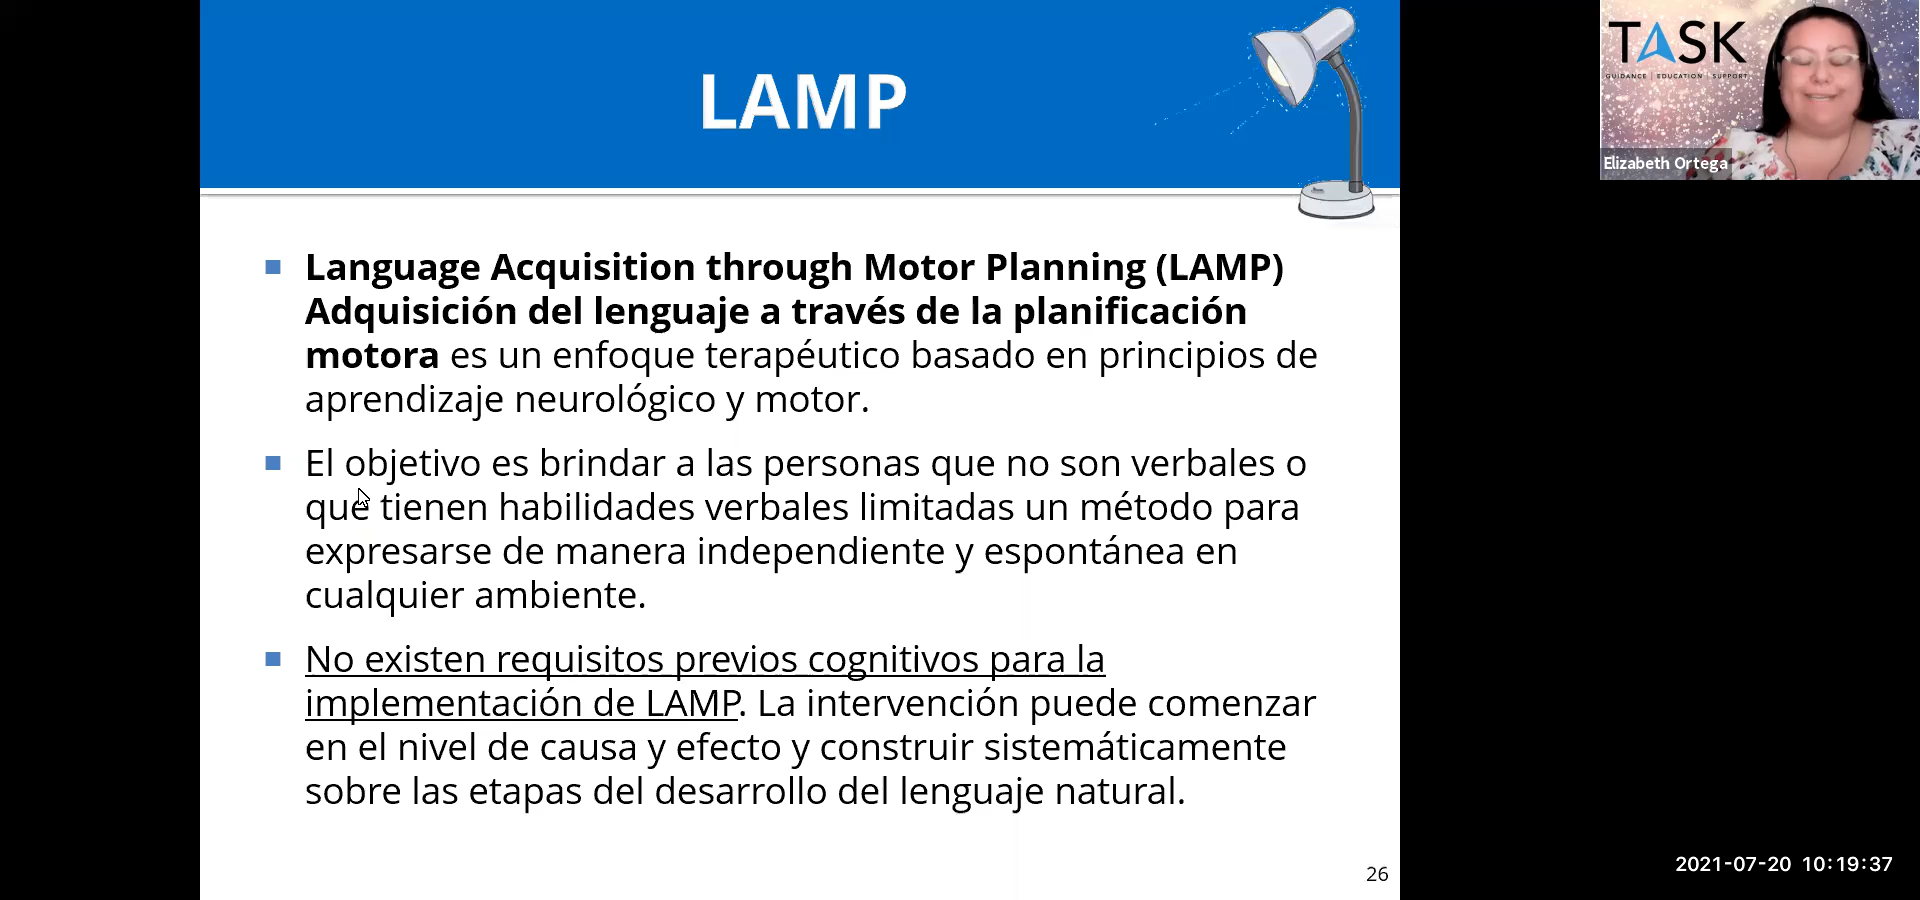 LAMP
Language Acquisition through Motor Planning (LAMP)
Adquisición del lenguaje a través de la planificación
motora es un enfoque terapéutico basado en principios de
aprendizaje neurológico y motor.
El objetivo es brindar a las personas que no son verbales o
que tienen habilidades verbales limitadas un método para
expresarse de manera independiente y espontánea en
cualquier ambiente.
No existen requisitos previos cognitivos para la
implementación de LAMP. La intervención puede comenzar
en el nivel de causa y efecto y construir sistemáticamente
sobre las etapas del desarrollo del lenguaje natural.
26
TASK
GUIDANCE | EDUCATION | SUPPORT
Elizabeth Ortega
2021-07-20 10:19:37